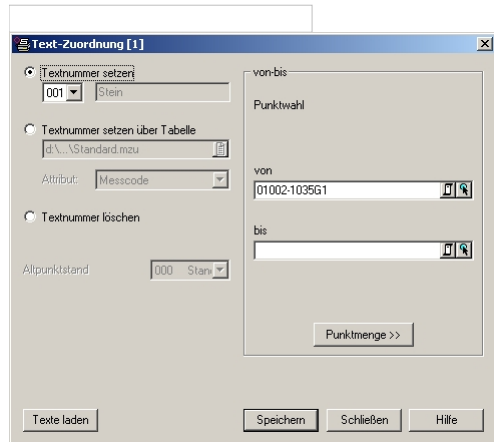 Text-Zuordnung [1]
Textnummer setzen
001 Stein
Textnummer setzen über Tabelle
d:\...\Standard.mzu
Attribut: Messcode
Textnummer löschen
Altpunktstand 000 Stan
von-bis
Punktwahl
von
01002-1035G1
bis
Punktmenge >>
Texte laden
Speichern
Schließen
Hilfe